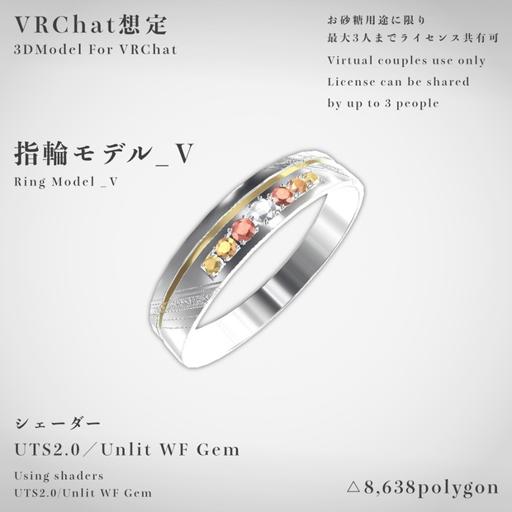 VRChat想定
3DModel For VRChat
お砂糖用途に限り
最大3人までライセンス共有可
Virtual couples use only
License can be shared
by up to 3 people
指輪モデル_V
Ring Model _V
シェーダー
UTS2.0／Unlit WF Gem
Using shaders
UTS2.0/Unlit WF Gem
△8,638polygon